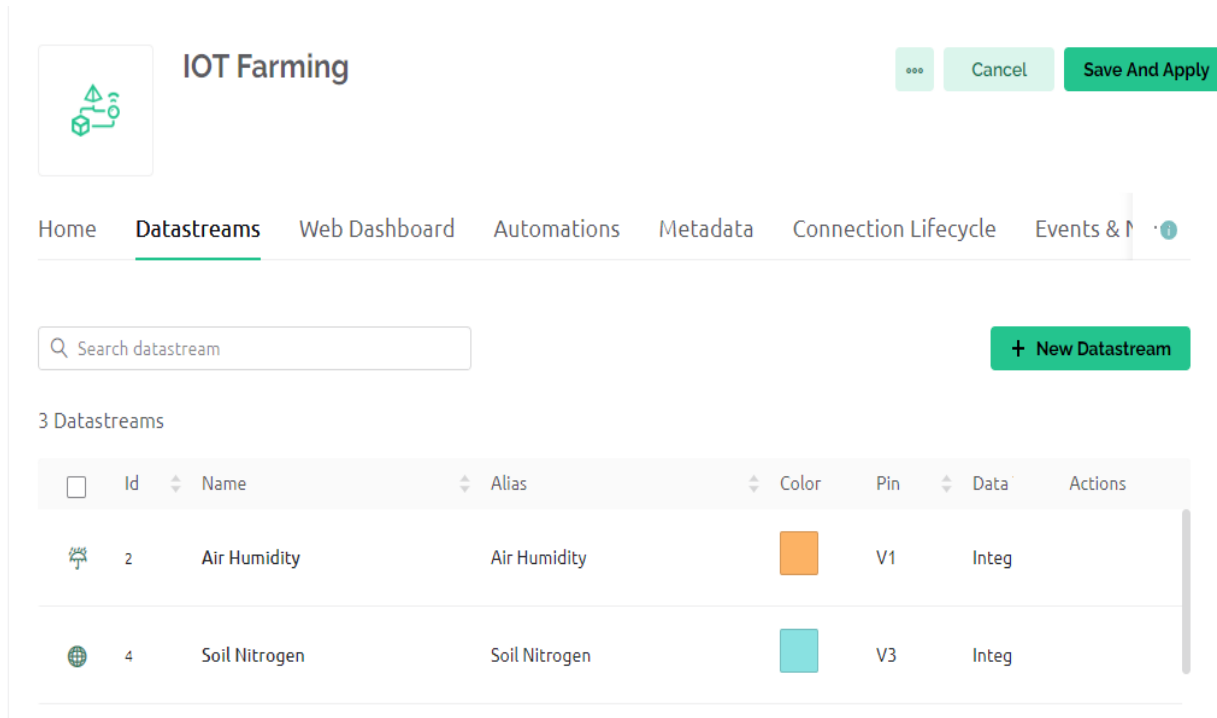 IOT Farming
Cancel
Save And Apply
Home Datastreams Web Dashboard Automations Metadata Connection Lifecycle Events &
Search datastream
+ New Datastream
3 Datastreams
Id Name Alias Color Pin Data Actions
2 Air Humidity Air Humidity V1 Integ
4 Soil Nitrogen Soil Nitrogen V3 Integ